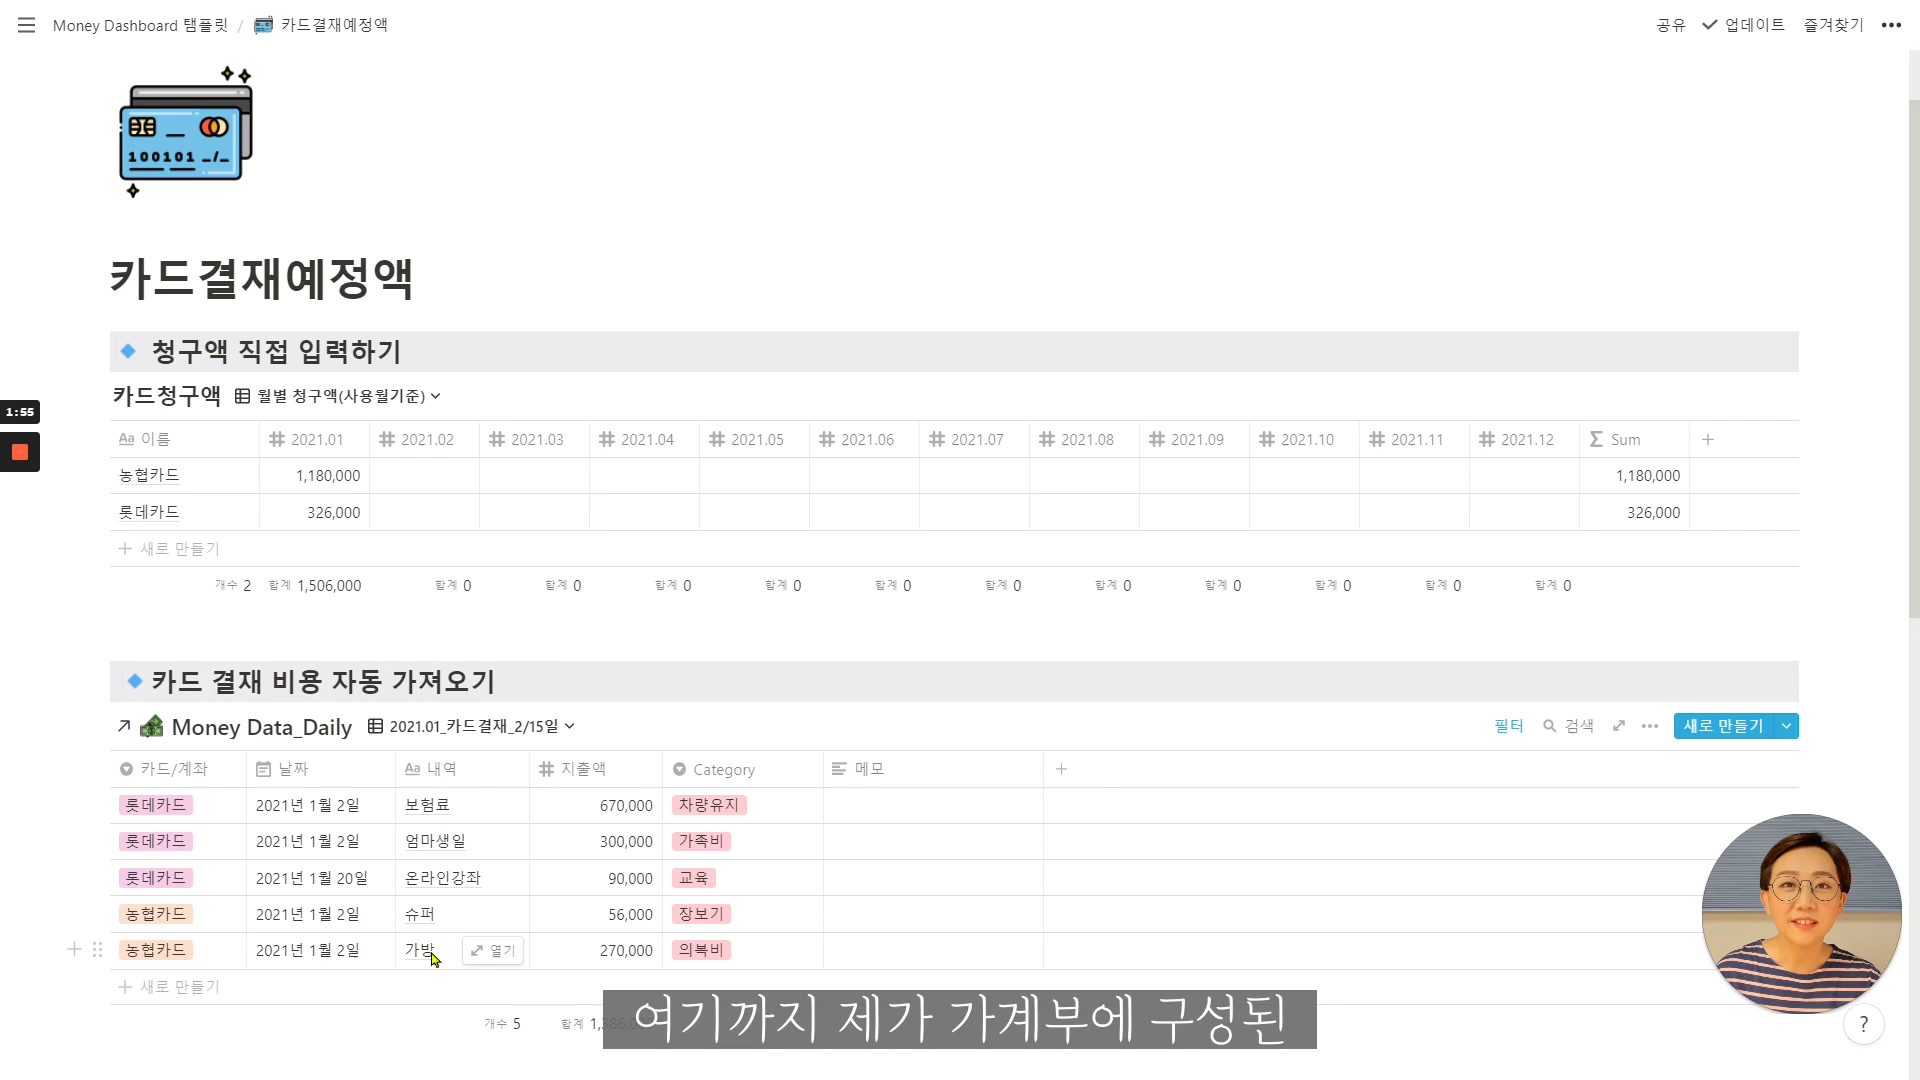 Money Dashboard 탬플릿 / 카드결재예정액
공유 업데이트 즐겨찾기
100101 _/_
카드결재예정액
청구액 직접 입력하기
카드청구액 월별 청구액(사용월기준)
Aa 이름 2021.01 2021.02 2021.03 2021.04 2021.05 2021.06 2021.07 2021.08 2021.09 2021.10 2021.11 2021.12 Sum
1:55
농협카드 1,180,000 1,180,000
롯데카드 326,000 326,000
새로 만들기
개수 2 합계 1,506,000 합계 0 합계 0 합계 0 합계 0 합계 0 합계 0 합계 0 합계 0 합계 0 합계 0 합계 0
카드 결재 비용 자동 가져오기
Money Data_Daily 2021.01_카드결재_2/15일 필터 검색 새로 만들기
카드/계좌 날짜 Aa 내역 지출액 Category 메모
롯데카드 2021년 1월 2일 보험료 670,000 차량유지
롯데카드 2021년 1월 2일 엄마생일 300,000 가족비
롯데카드 2021년 1월 20일 온라인강좌 90,000 교육
농협카드 2021년 1월 2일 슈퍼 56,000 장보기
농협카드 2021년 1월 2일 가방 열기 270,000 의복비
새로 만들기
개수 5 합계 1,386,000
여기까지 제가 가계부에 구성된
?